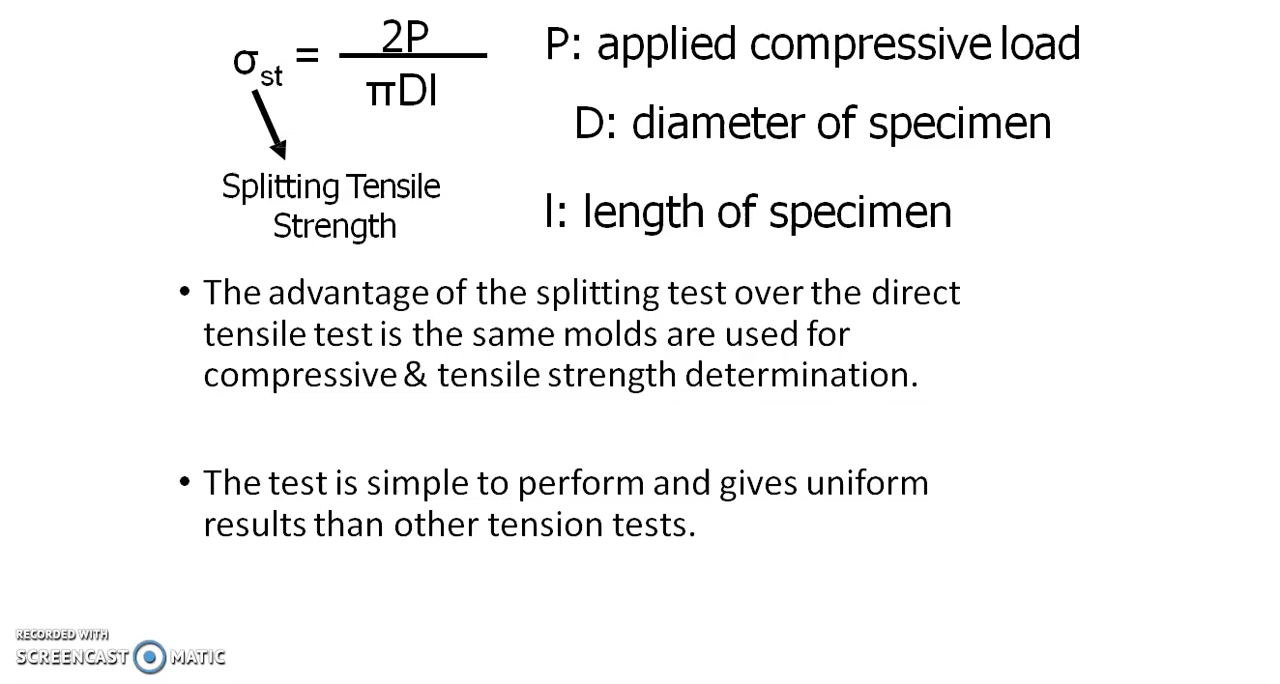 σst = 2P
πDl
P: applied compressive load
D: diameter of specimen
Splitting Tensile
Strength
l: length of specimen
• The advantage of the splitting test over the direct
tensile test is the same molds are used for
compressive & tensile strength determination.
• The test is simple to perform and gives uniform
results than other tension tests.
RECORDED WITH
SCREENCAST MATIC